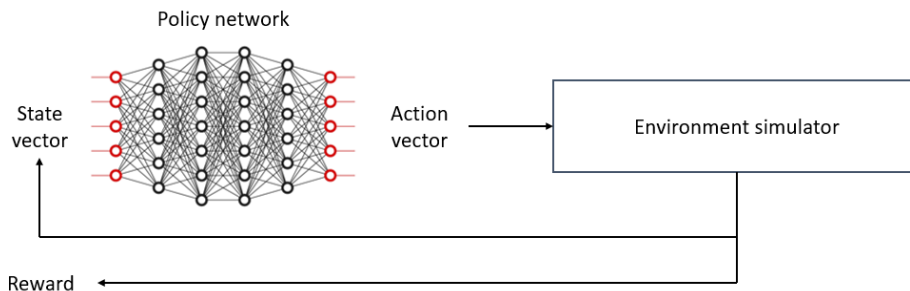 Policy network
State
vector
Action
vector
Environment simulator
Reward